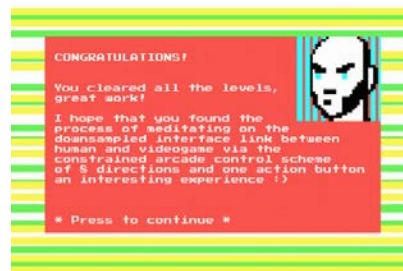 CONGRATULATIONS!
You cleared all the levels,
great work!
I hope that you found the
process of meditating on the
downsampled interface link between
human and videogame via the
constrained arcade control scheme
of 8 directions and one action button
an interesting experience :)
* Press to continue *